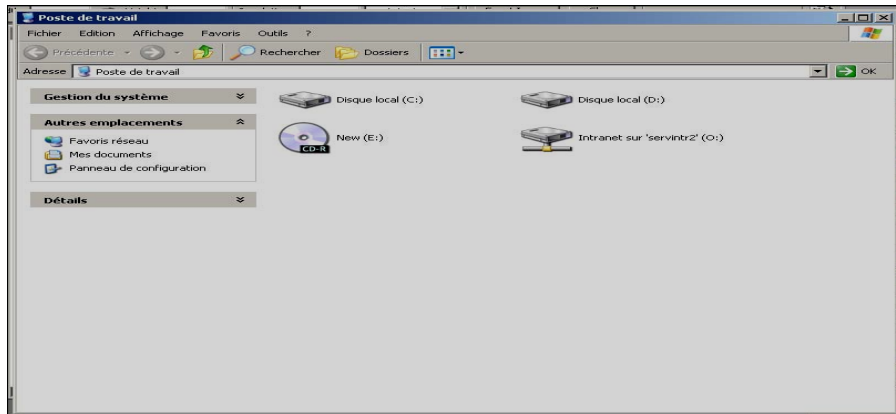 Poste de travail
Fichier Edition Affichage Favoris Outils ?
Précédente Rechercher Dossiers
Adresse Poste de travail OK
Gestion du système
Autres emplacements
Favoris réseau
Mes documents
Panneau de configuration
Détails
Disque local (C:) Disque local (D:)
New (E:) Intranet sur 'servintr2' (O:)
CD-R